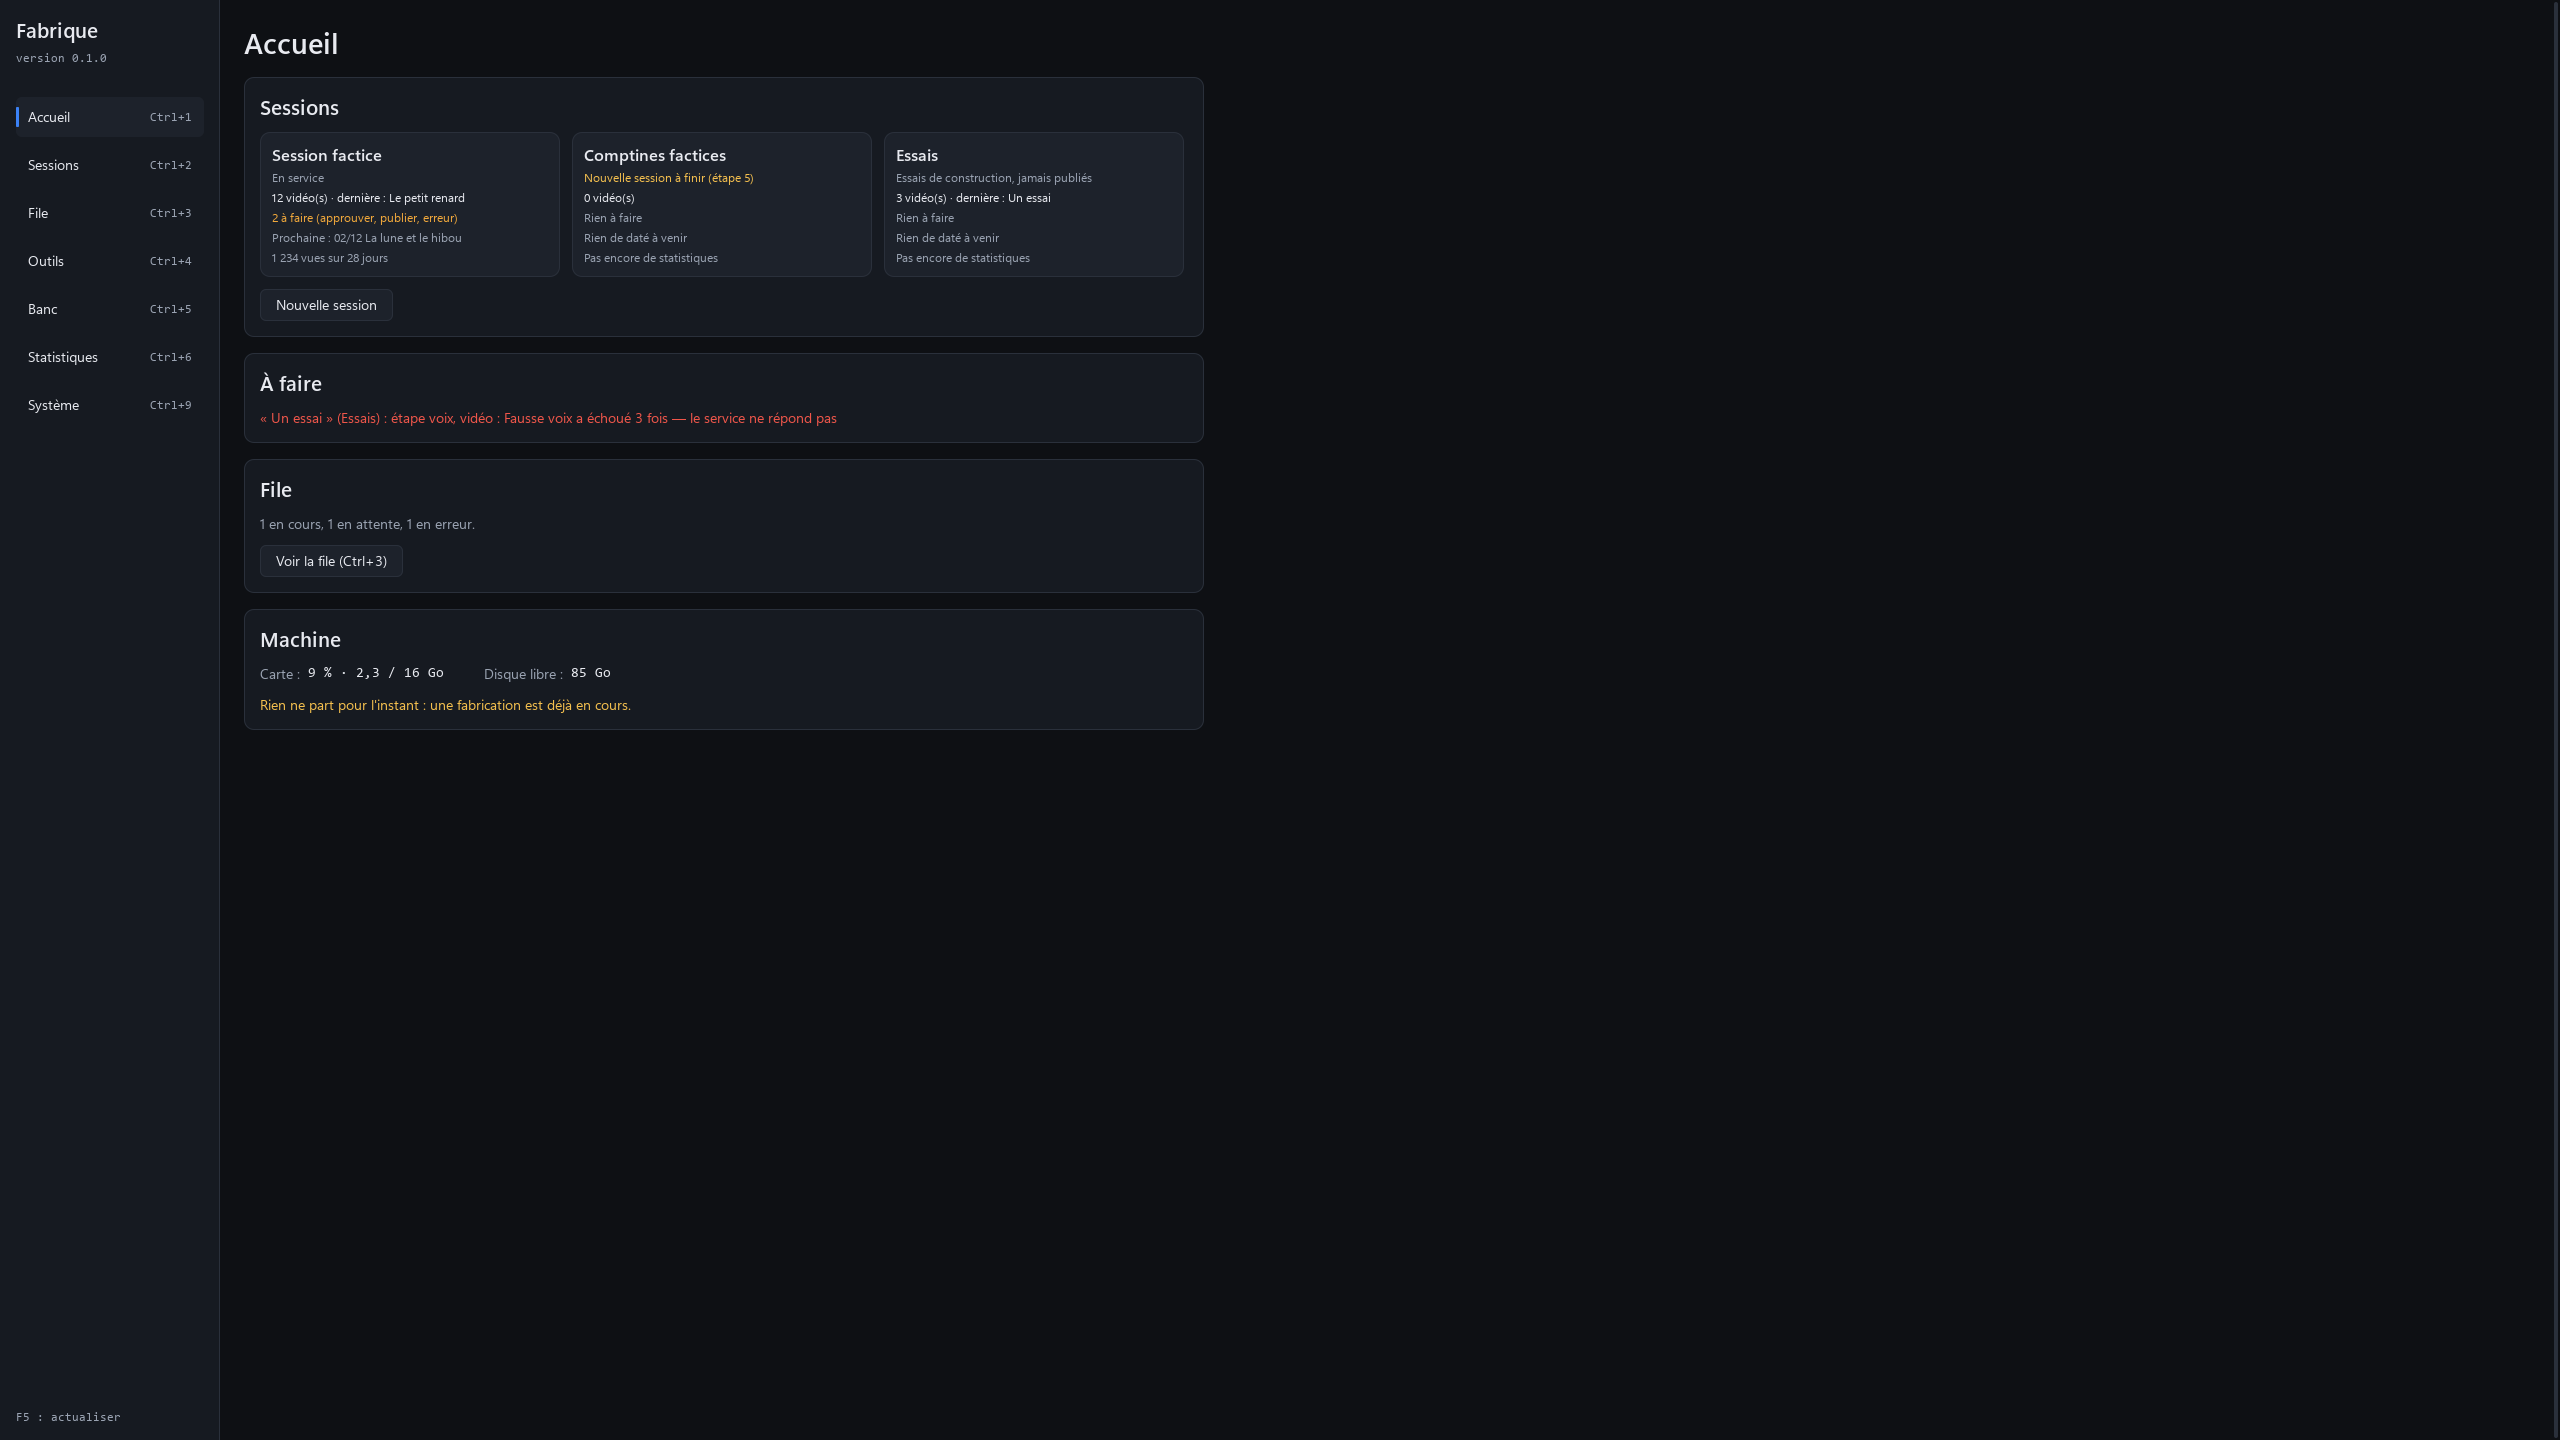 Fabrique
version 0.1.0
Accueil Ctrl+1
Sessions Ctrl+2
File Ctrl+3
Outils Ctrl+4
Banc Ctrl+5
Statistiques Ctrl+6
Système Ctrl+9
F5 : actualiser
Accueil
Sessions
Session factice
En service
12 vidéo(s) · dernière : Le petit renard
2 à faire (approuver, publier, erreur)
Prochaine : 02/12 La lune et le hibou
1 234 vues sur 28 jours
Comptines factices
Nouvelle session à finir (étape 5)
0 vidéo(s)
Rien à faire
Rien de daté à venir
Pas encore de statistiques
Essais
Essais de construction, jamais publiés
3 vidéo(s) · dernière : Un essai
Rien à faire
Rien de daté à venir
Pas encore de statistiques
Nouvelle session
À faire
« Un essai » (Essais) : étape voix, vidéo : Fausse voix a échoué 3 fois — le service ne répond pas
File
1 en cours, 1 en attente, 1 en erreur.
Voir la file (Ctrl+3)
Machine
Carte : 9 % · 2,3 / 16 Go Disque libre : 85 Go
Rien ne part pour l'instant : une fabrication est déjà en cours.